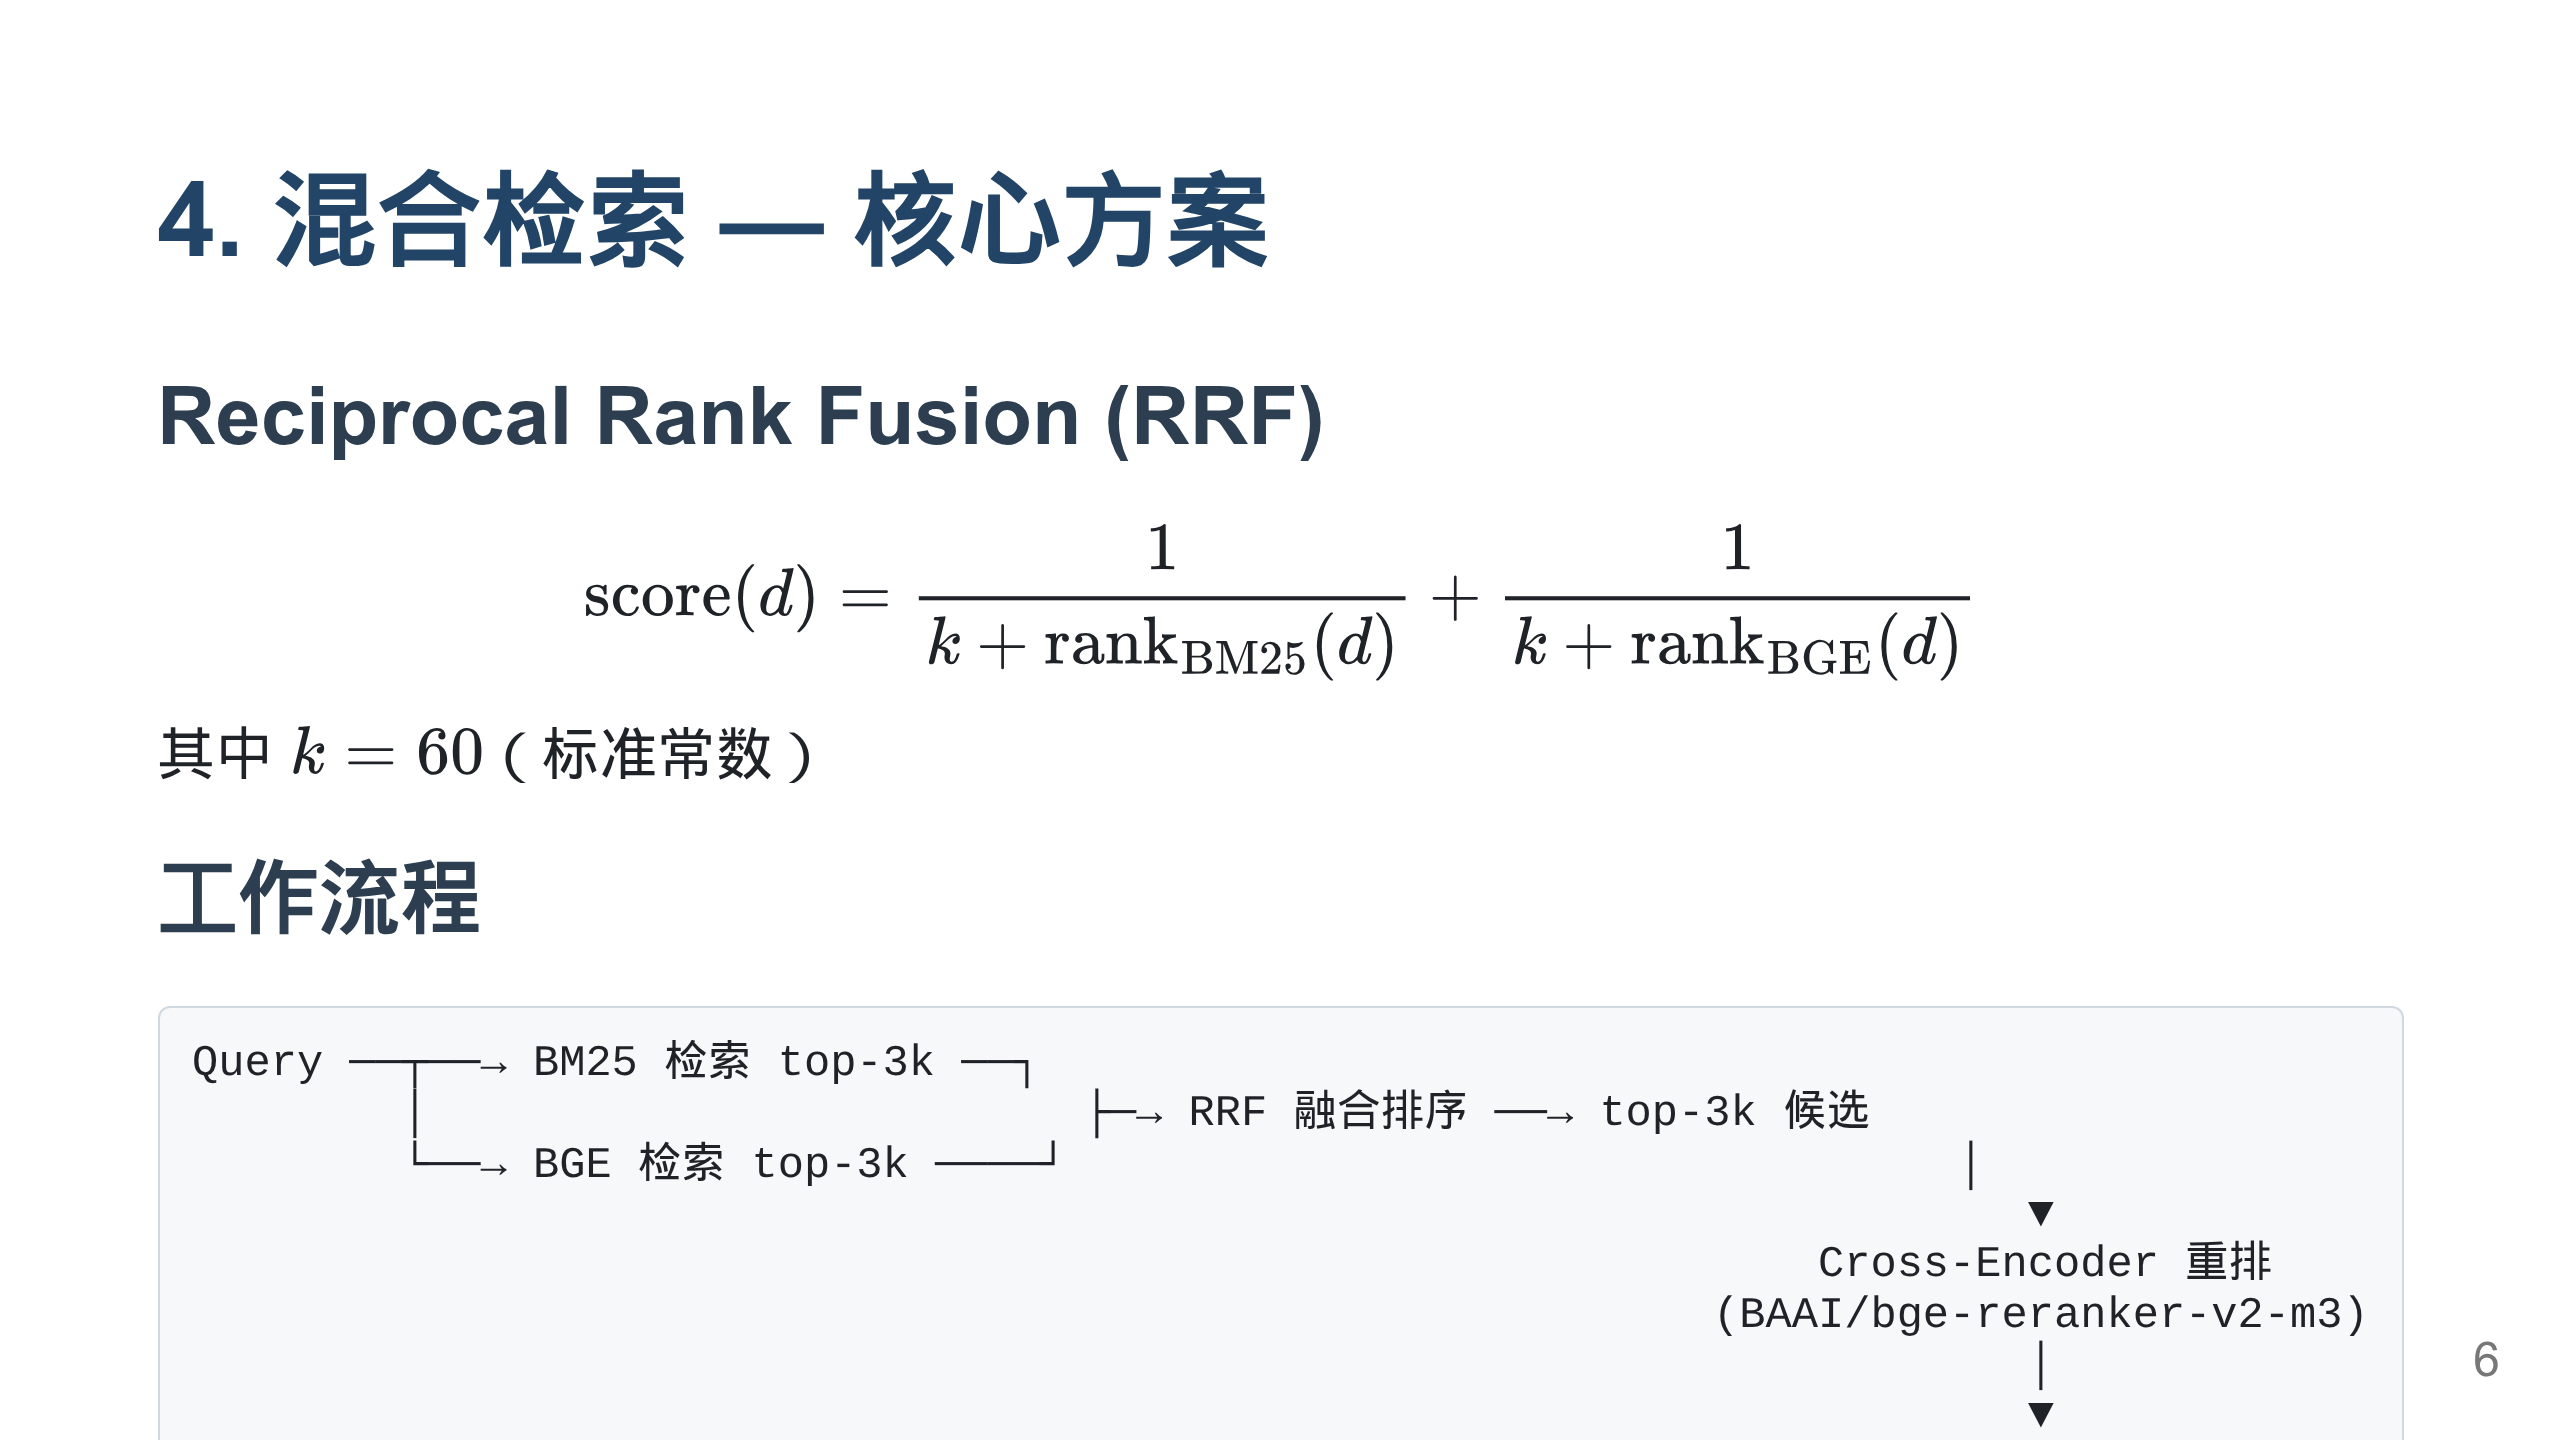 4. 混合检索 — 核心方案
Reciprocal Rank Fusion (RRF)
score(d) = 1 / (k + rank_BM25(d)) + 1 / (k + rank_BGE(d))
其中 k = 60（标准常数）
工作流程
Query ──┬──→ BM25 检索 top-3k ──┐
│ ├─→ RRF 融合排序 ──→ top-3k 候选
└──→ BGE 检索 top-3k ────┘ │
▼
Cross-Encoder 重排
(BAAI/bge-reranker-v2-m3)
│
▼
6